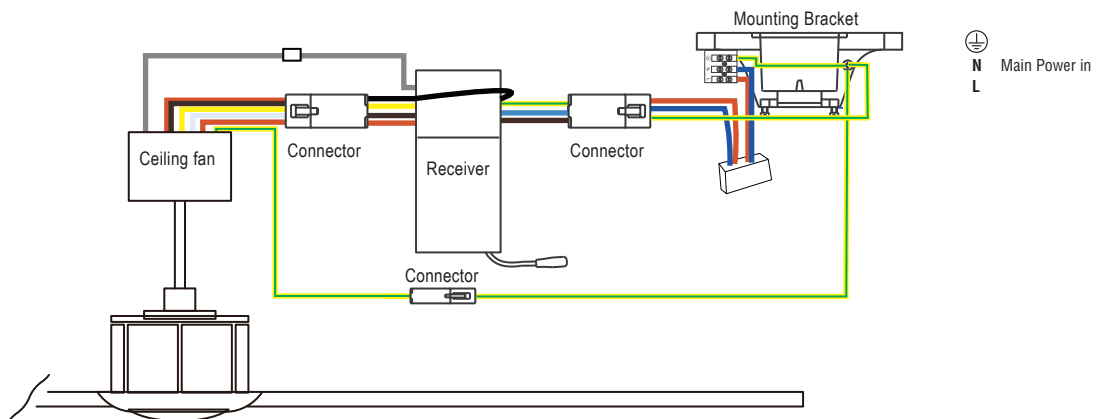 Mounting Bracket
N Main Power in
L
Connector
Connector
Ceiling fan
Receiver
Connector